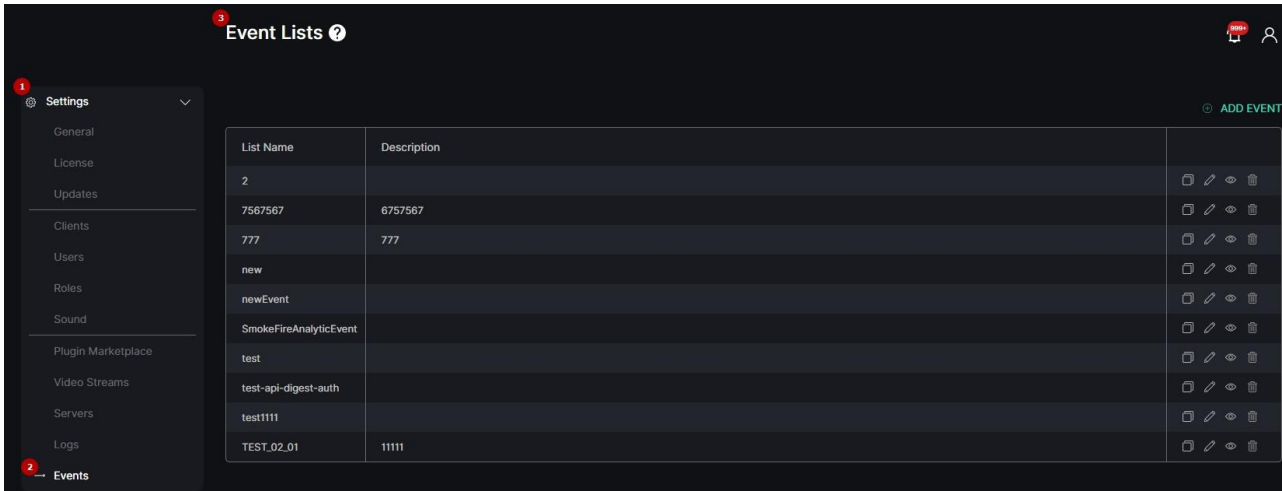 3
Event Lists ?
999+
1
Settings
ADD EVENT
General
License
Updates
Clients
Users
Roles
Sound
Plugin Marketplace
Video Streams
Servers
Logs
2
Events
List Name Description
2
7567567 6757567
777 777
new
newEvent
SmokeFireAnalyticEvent
test
test-api-digest-auth
test1111
TEST_02_01 11111